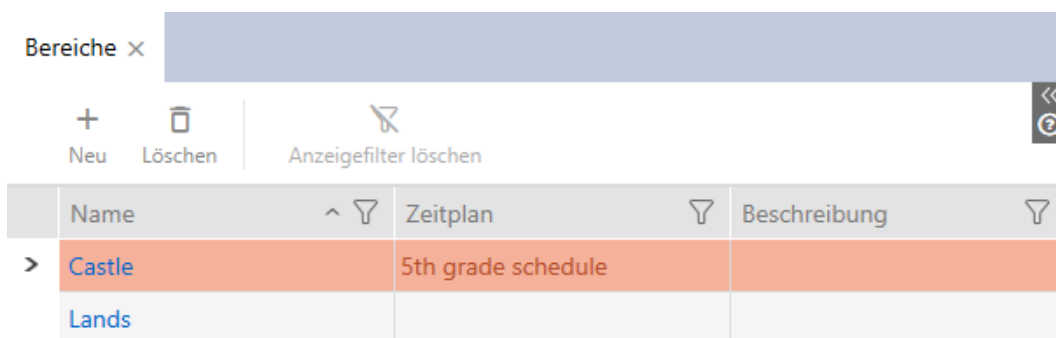 Bereiche
Neu Löschen Anzeigefilter löschen
Name Zeitplan Beschreibung
Castle 5th grade schedule
Lands